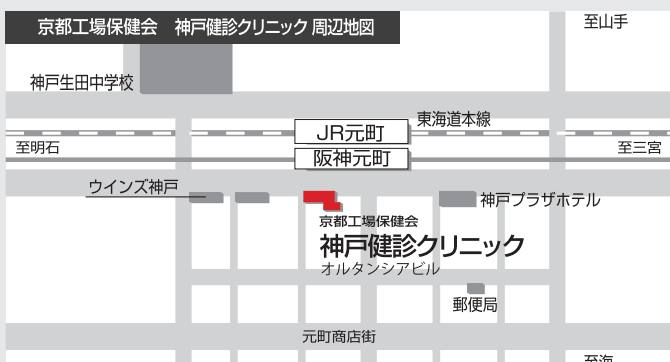 京都工場保健会 神戸健診クリニック 周辺地図
至山手
神戸生田中学校
東海道本線
JR元町
至明石
至三宮
阪神元町
ウインズ神戸
神戸プラザホテル
京都工場保健会
神戸健診クリニック
オルタンシアビル
郵便局
元町商店街
至海